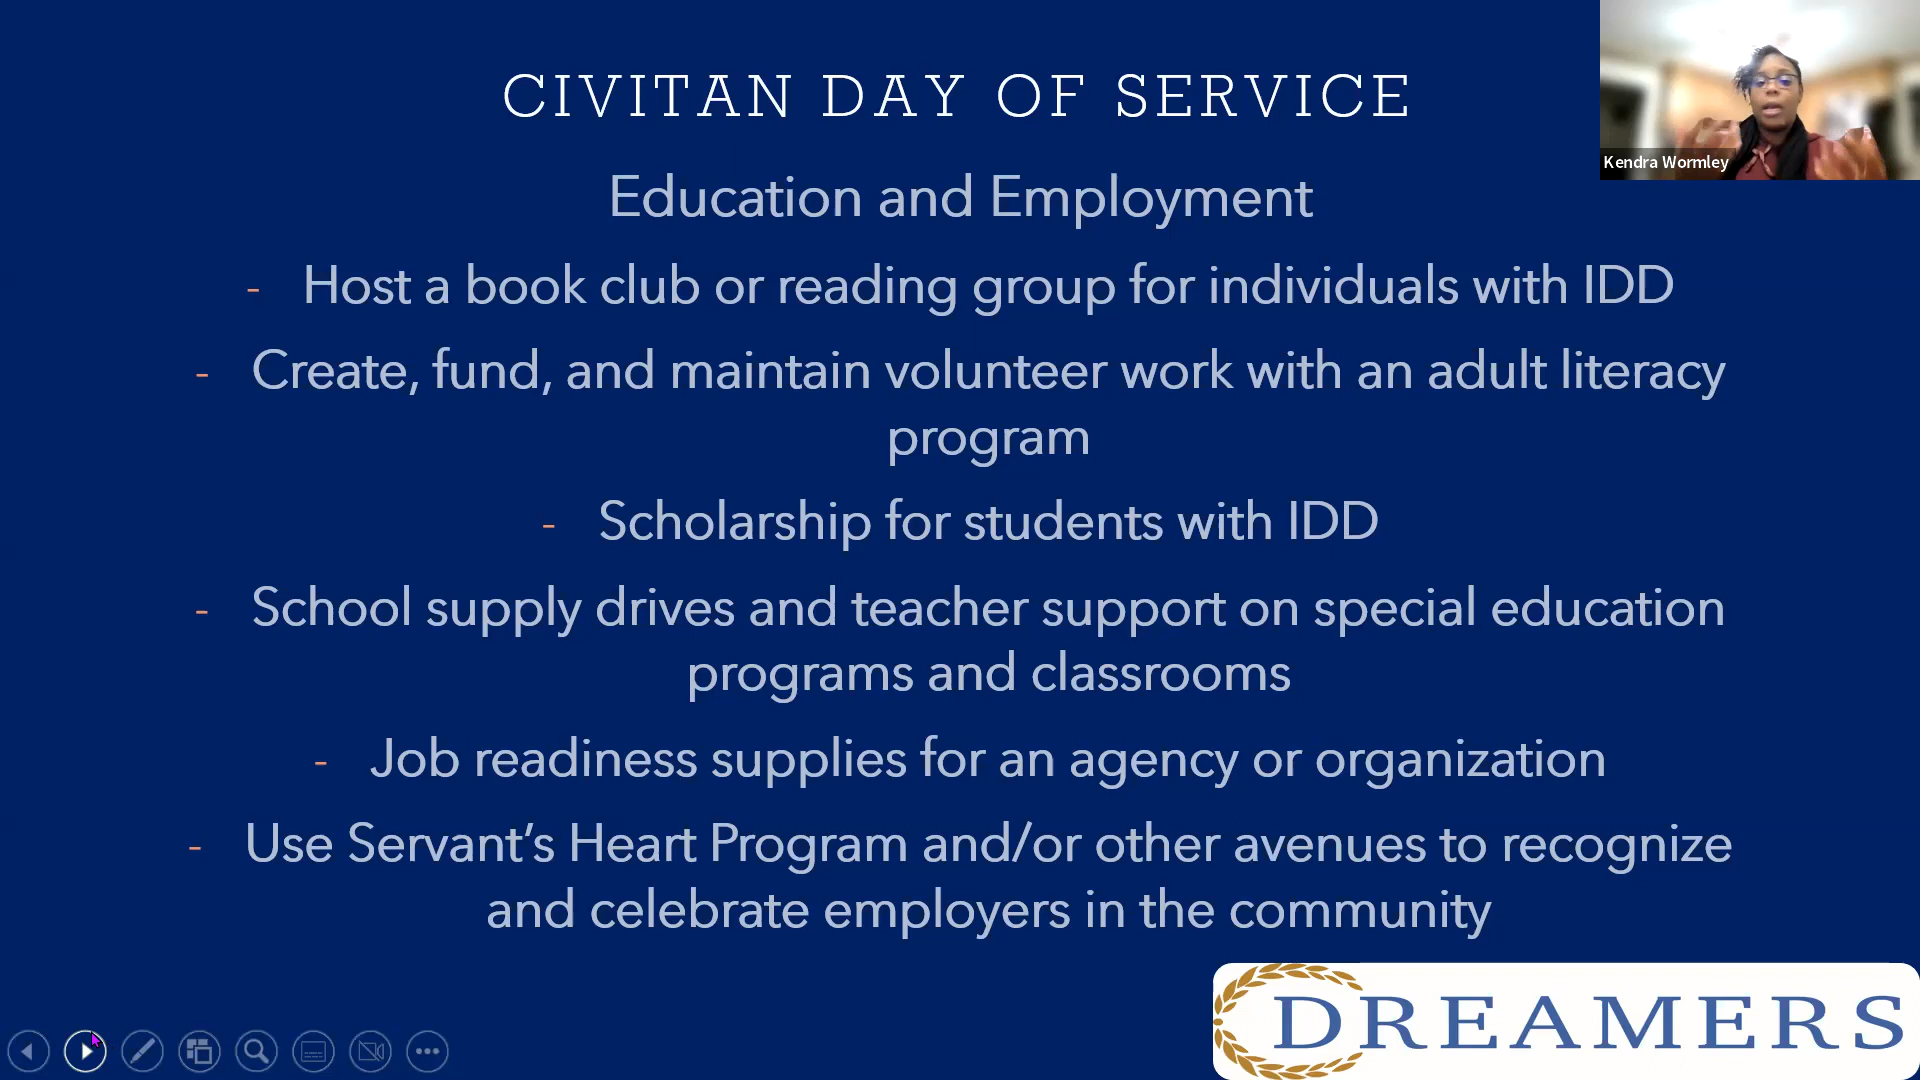 CIVITAN DAY OF SERVICE
Kendra Wormley
Education and Employment
- Host a book club or reading group for individuals with IDD
- Create, fund, and maintain volunteer work with an adult literacy
program
- Scholarship for students with IDD
- School supply drives and teacher support on special education
programs and classrooms
- Job readiness supplies for an agency or organization
- Use Servant’s Heart Program and/or other avenues to recognize
and celebrate employers in the community
DREAMERS